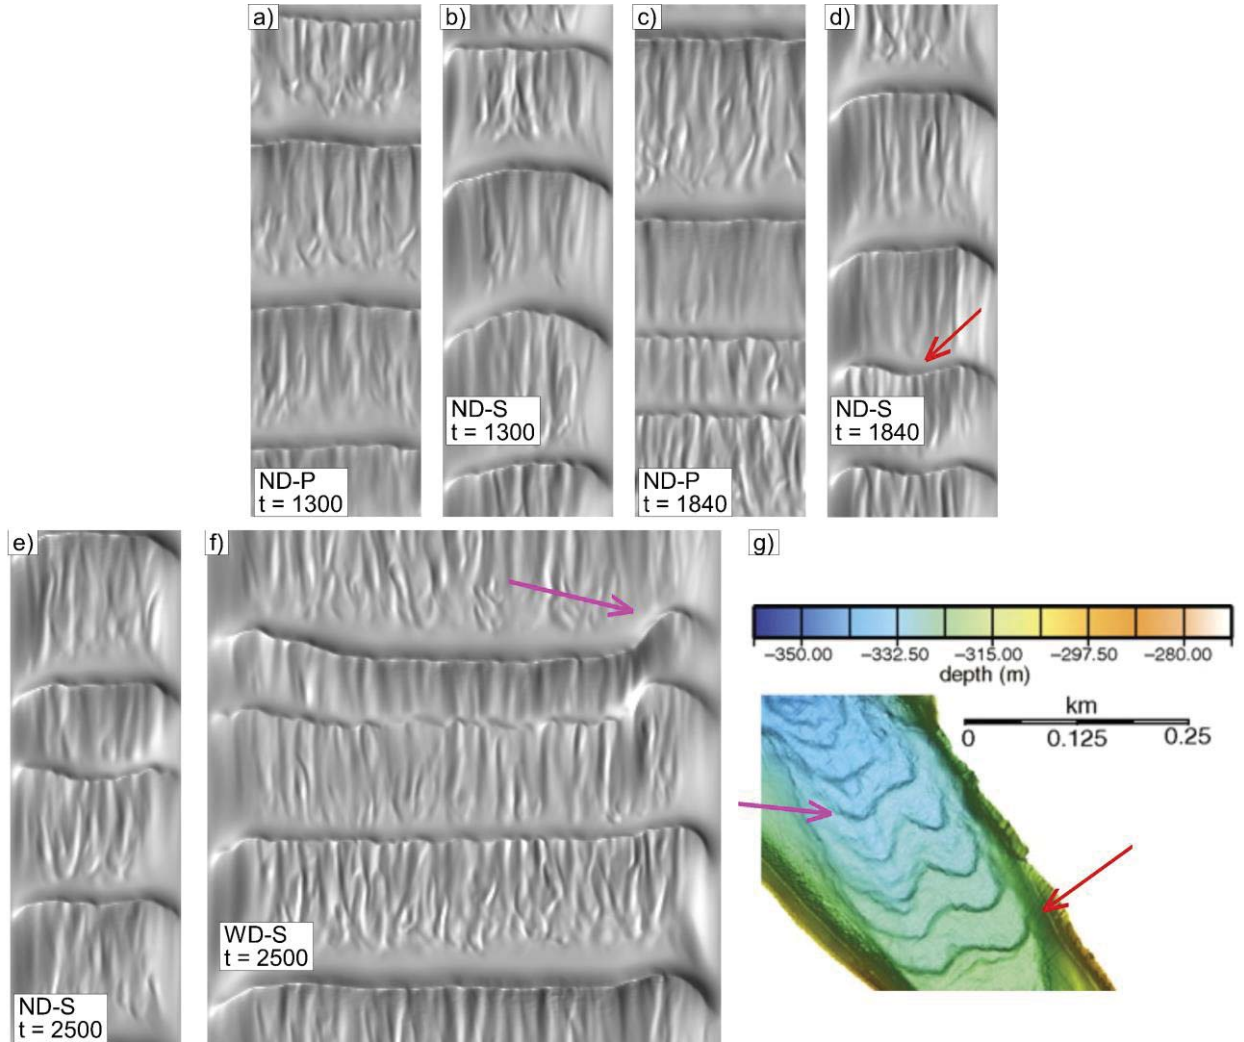 a)
b)
c)
d)
ND-P
t = 1300
ND-S
t = 1300
ND-P
t = 1840
ND-S
t = 1840
e)
f)
g)
−350.00 −332.50 −315.00 −297.50 −280.00
depth (m)
km
0 0.125 0.25
WD-S
t = 2500
ND-S
t = 2500